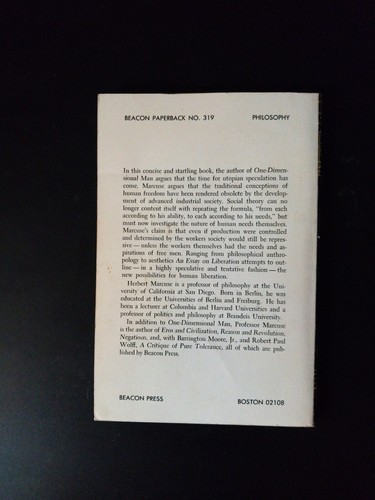 BEACON PAPERBACK NO. 319 PHILOSOPHY
In this concise and startling book, the author of One-Dimen-
sional Man argues that the time for utopian speculation has
come. Marcuse argues that the traditional conceptions of
human freedom have been rendered obsolete by the develop-
ment of advanced industrial society. Social theory can no
longer content itself with repeating the formula, "from each
according to his ability, to each according to his needs," but
must now investigate the nature of human needs themselves.
Marcuse's claim is that even if production were controlled
and determined by the workers society would still be repres-
sive — unless the workers themselves had the needs and as-
pirations of free men. Ranging from philosophical anthro-
pology to aesthetics An Essay on Liberation attempts to out-
line — in a highly speculative and tentative fashion — the
new possibilities for human liberation.
Herbert Marcuse is a professor of philosophy at the Uni-
versity of California at San Diego. Born in Berlin, he was
educated at the Universities of Berlin and Freiburg. He has
been a lecturer at Columbia and Harvard Universities and a
professor of politics and philosophy at Brandeis University.
In addition to One-Dimensional Man, Professor Marcuse
is the author of Eros and Civilization, Reason and Revolution,
Negations, and, with Barrington Moore, Jr., and Robert Paul
Wolff, A Critique of Pure Tolerance, all of which are pub-
lished by Beacon Press.
BEACON PRESS BOSTON 02108